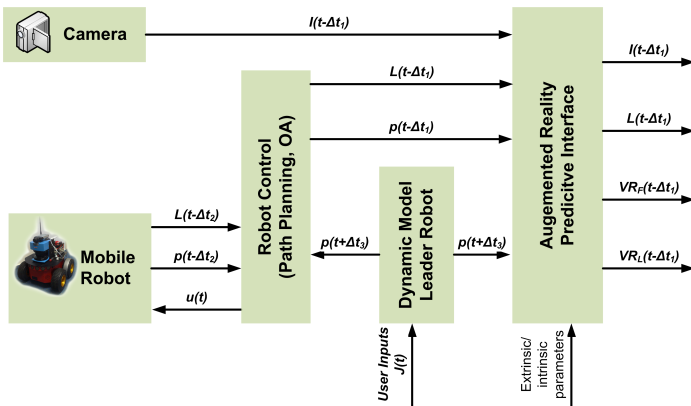 Camera
I(t-Δt1)
I(t-Δt1)
L(t-Δt1)
L(t-Δt1)
p(t-Δt1)
Robot Control
(Path Planning, OA)
Augemented Reality
Predicitve Interface
Dynamic Model
Leader Robot
VRF(t-Δt1)
L(t-Δt2)
p(t+Δt3)
p(t+Δt3)
Mobile
Robot
p(t-Δt2)
VRL(t-Δt1)
u(t)
User Inputs
J(t)
Extrinsic/
intrinsic
parameters